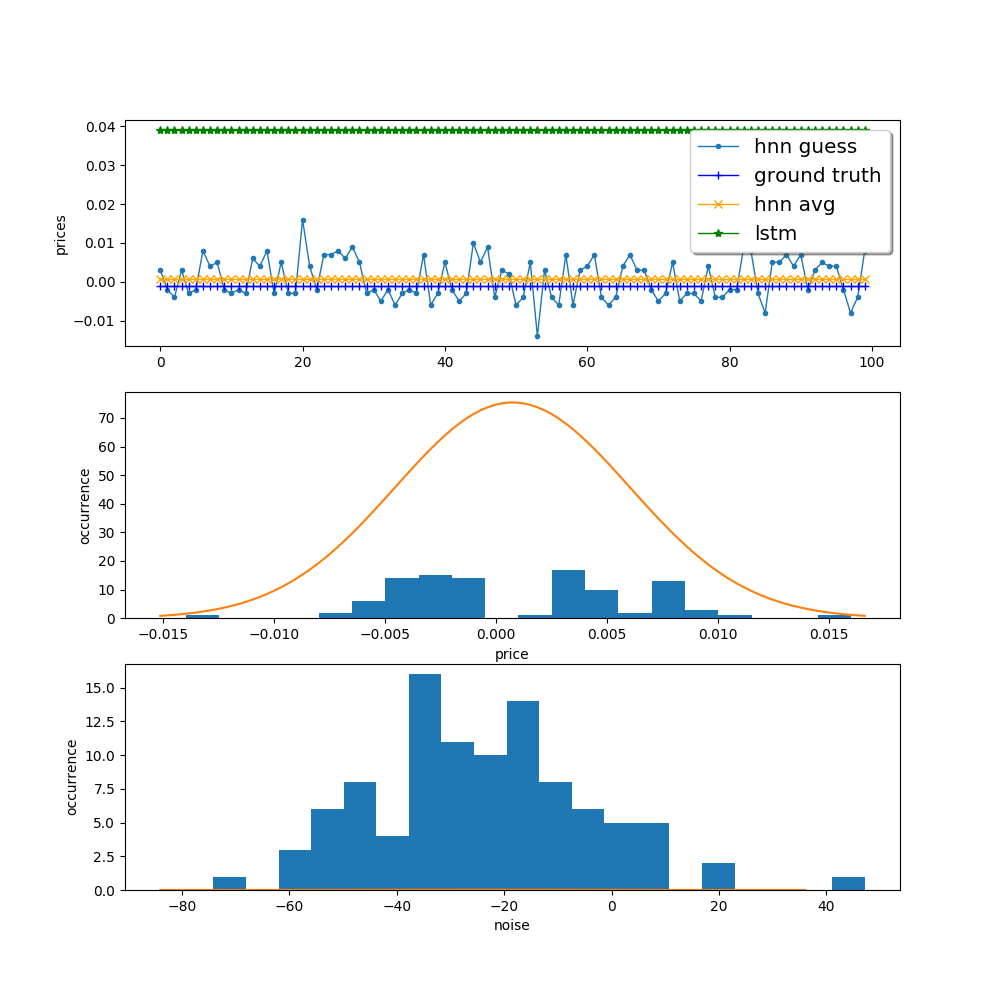 0.04
0.03
0.02
0.01
0.00
−0.01
prices
hnn guess
ground truth
hnn avg
lstm
0 20 40 60 80 100
70
60
50
40
30
20
10
0
occurrence
−0.015 −0.010 −0.005 0.000 0.005 0.010 0.015
price
15.0
12.5
10.0
7.5
5.0
2.5
0.0
occurrence
−80 −60 −40 −20 0 20 40
noise